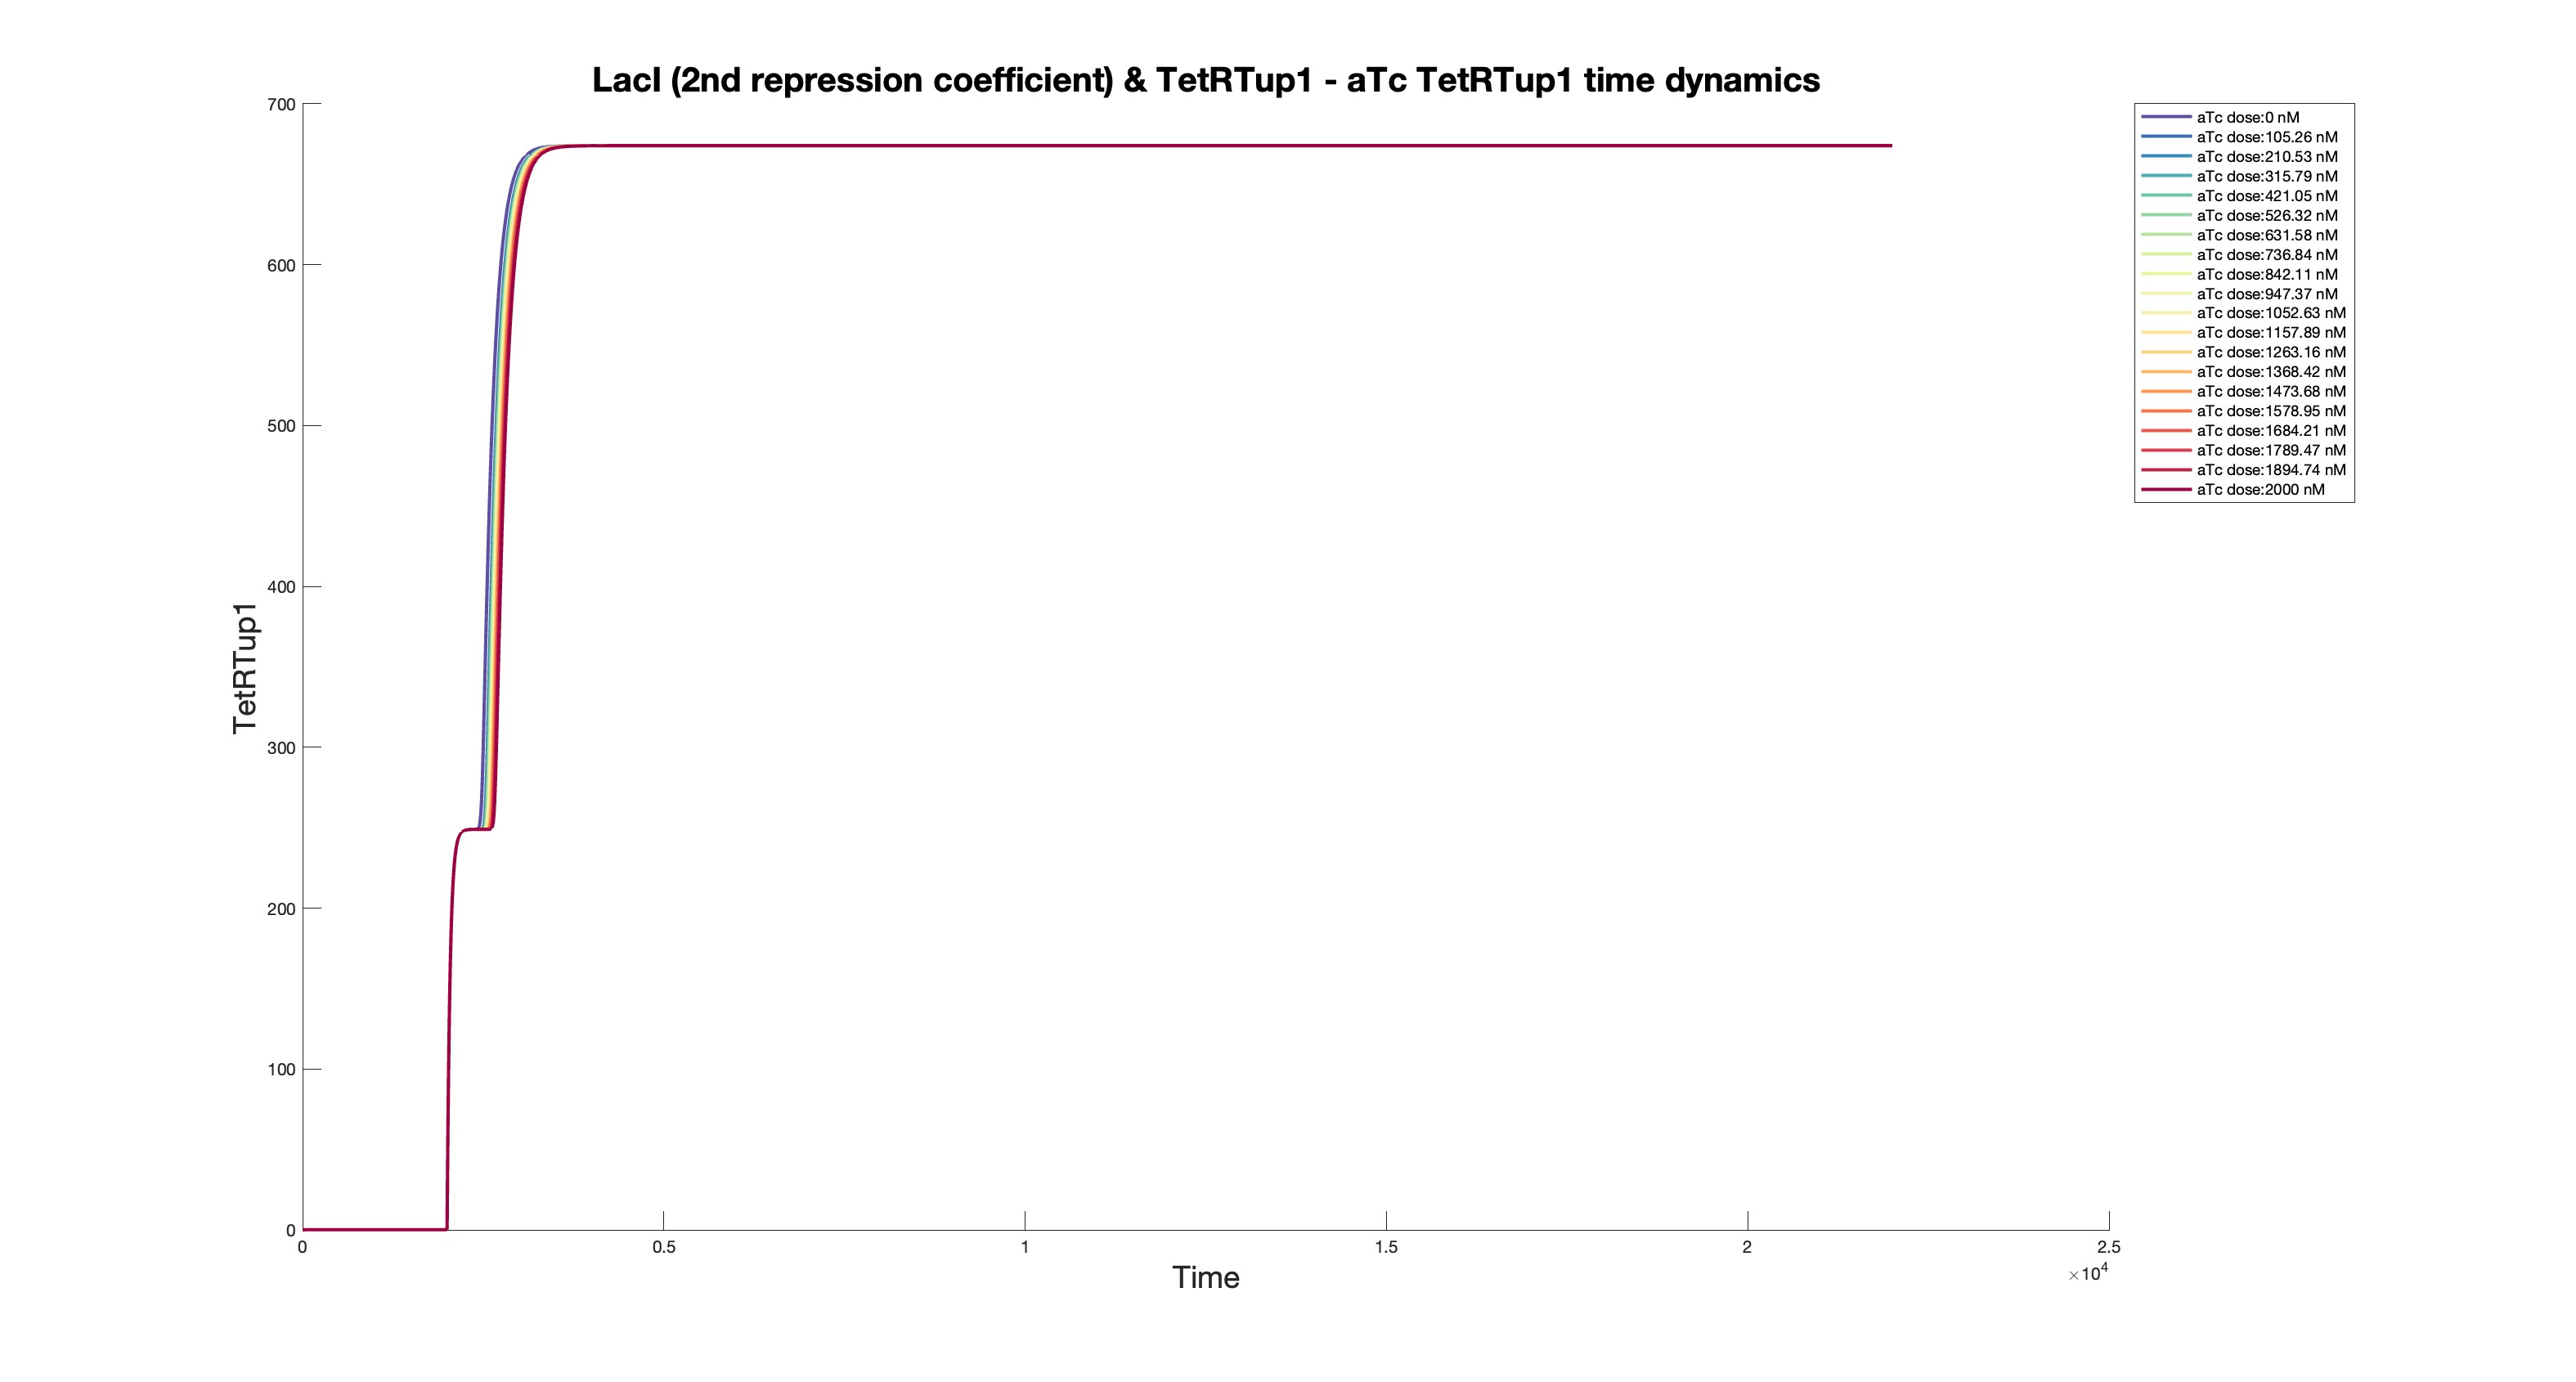 LacI (2nd repression coefficient) & TetRTup1 - aTc TetRTup1 time dynamics
700
600
500
400
300
200
100
0
TetRTup1
0
0.5
1
1.5
2
2.5
×10⁴
Time
aTc dose:0 nM
aTc dose:105.26 nM
aTc dose:210.53 nM
aTc dose:315.79 nM
aTc dose:421.05 nM
aTc dose:526.32 nM
aTc dose:631.58 nM
aTc dose:736.84 nM
aTc dose:842.11 nM
aTc dose:947.37 nM
aTc dose:1052.63 nM
aTc dose:1157.89 nM
aTc dose:1263.16 nM
aTc dose:1368.42 nM
aTc dose:1473.68 nM
aTc dose:1578.95 nM
aTc dose:1684.21 nM
aTc dose:1789.47 nM
aTc dose:1894.74 nM
aTc dose:2000 nM